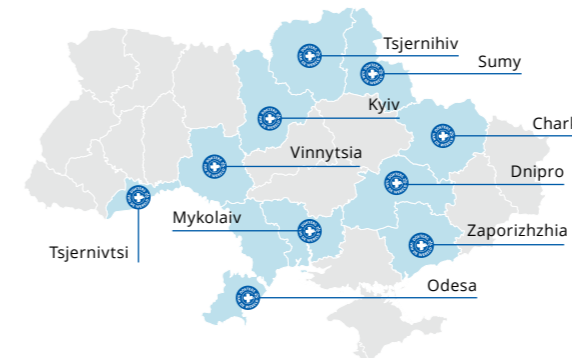 Tsjernihiv
Sumy
Kyiv
Charl
Vinnytsia
Dnipro
Mykolaiv
Zaporizhzhia
Tsjernivtsi
Odesa